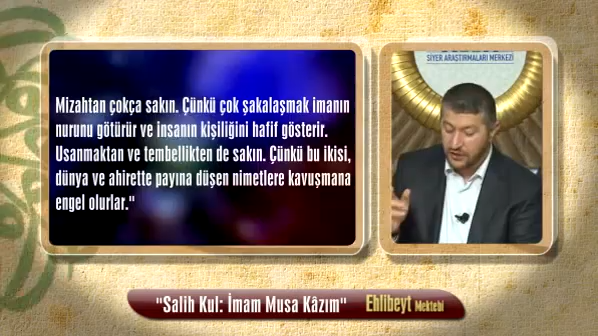 Mizahtan çokça sakın. Çünkü çok şakalaşmak imanın
nurunu götürür ve insanın kişiliğini hafif gösterir.
Usanmaktan ve tembellikten de sakın. Çünkü bu ikisi,
dünya ve ahirette payına düşen nimetlere kavuşmana
engel olurlar."
SİYER ARAŞTIRMALARI MERKEZİ
"Salih Kul: İmam Musa Kâzım" Ehlibeyt Mektebi